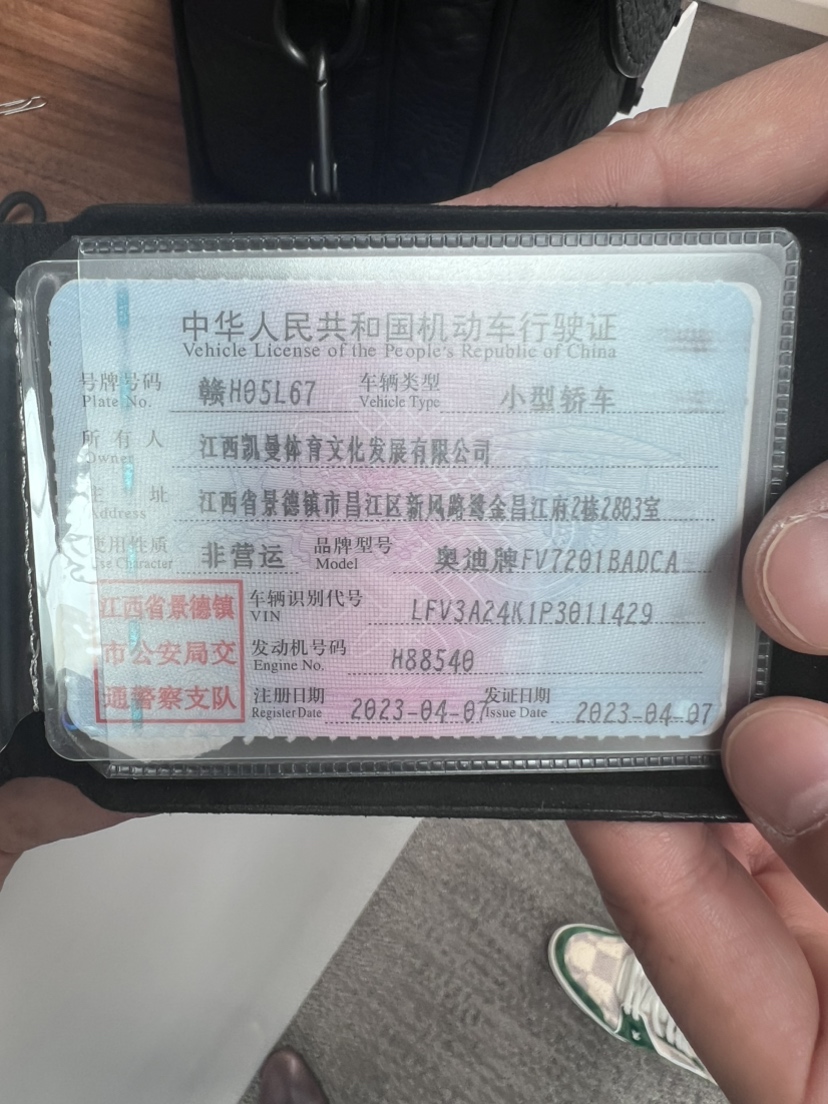 中华人民共和国机动车行驶证
Vehicle License of the People's Republic of China
号牌号码 赣H05L67 车辆类型 小型轿车
Plate No. Vehicle Type
所有人 江西凯曼体育文化发展有限公司
Owner
主址 江西省景德镇市昌江区新风路鹭金昌江府2栋2803室
Address
使用性质 非营运 品牌型号 奥迪牌FV7201BADCA
Use Character Model
江西省景德镇
市公安局交
通警察支队
车辆识别代号 LFV3A24K1P3011429
VIN
发动机号码 H88540
Engine No.
注册日期 2023-04-07 发证日期 2023-04-07
Register Date Issue Date